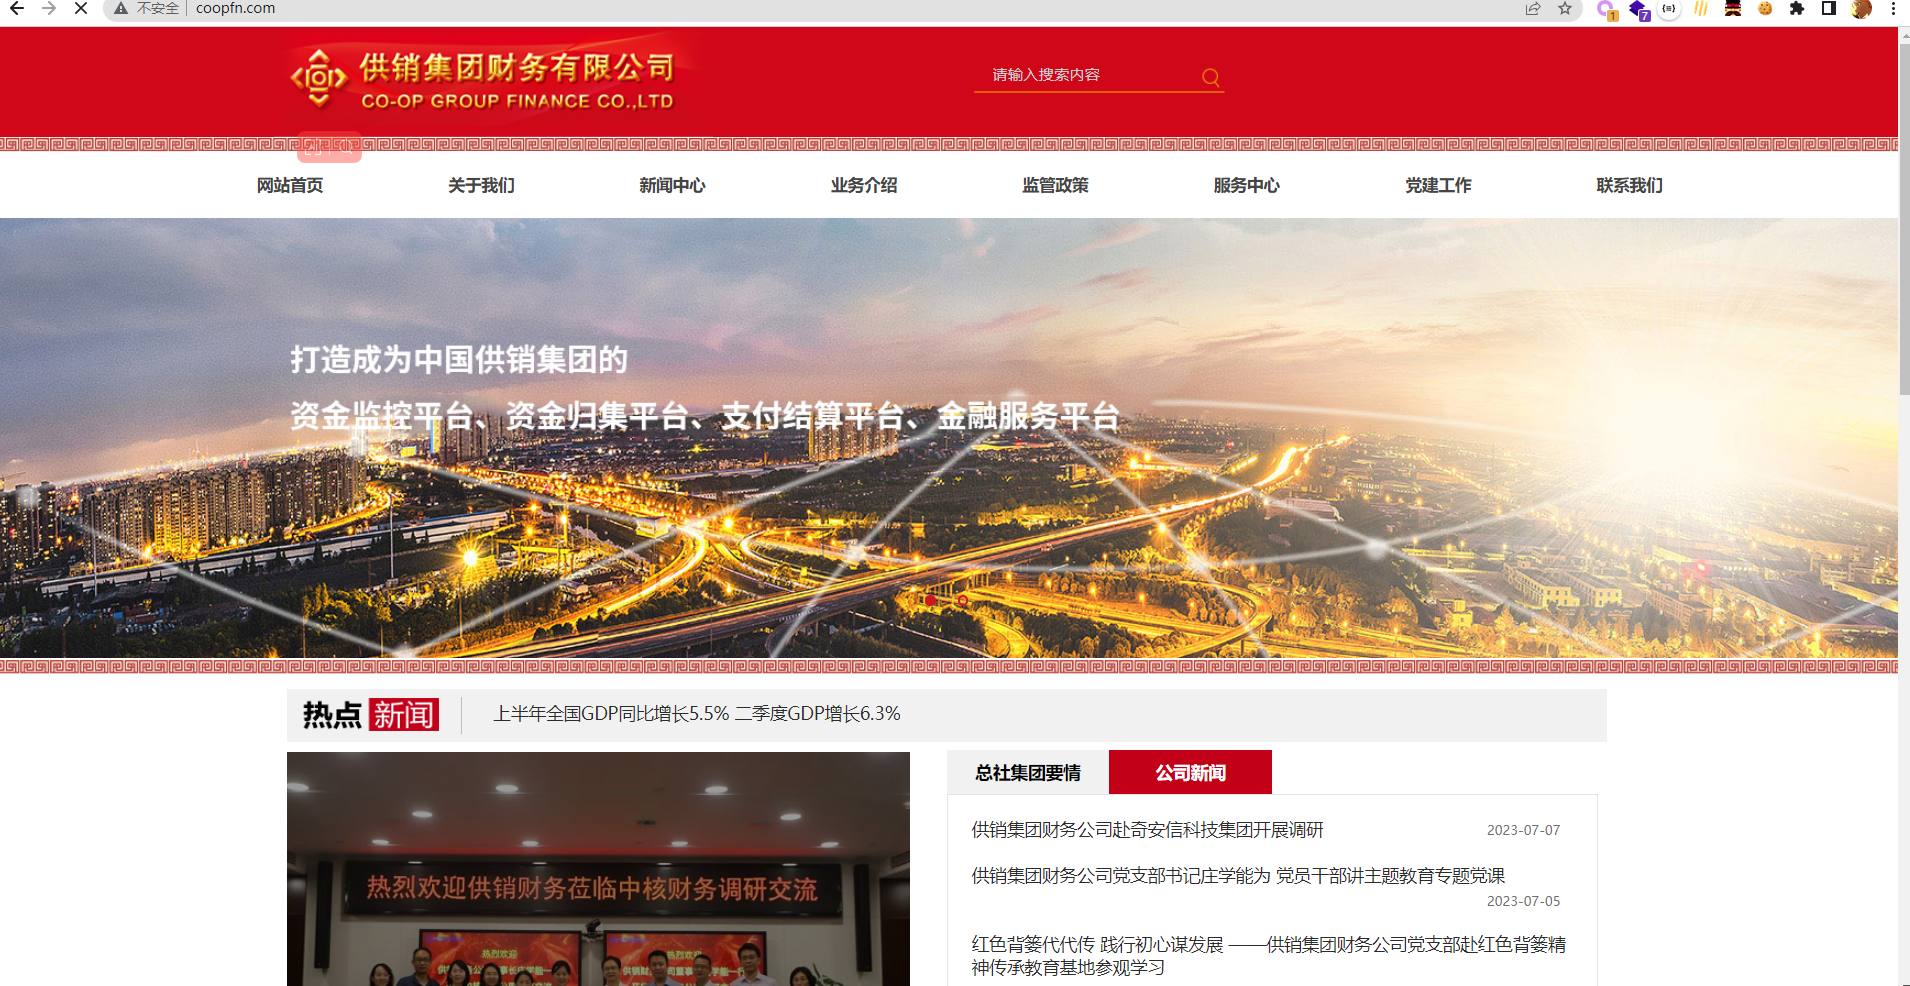 不安全
coopfn.com
1
7
供销集团财务有限公司
CO-OP GROUP FINANCE CO.,LTD
请输入搜索内容
网站首页
关于我们
新闻中心
业务介绍
监管政策
服务中心
党建工作
联系我们
打造成为中国供销集团的
资金监控平台、资金归集平台、支付结算平台、金融服务平台
热点 新闻
上半年全国GDP同比增长5.5% 二季度GDP增长6.3%
热烈欢迎供销财务莅临中核财务调研交流
热烈欢迎
热烈欢迎
总社集团要情
公司新闻
供销集团财务公司赴奇安信科技集团开展调研
2023-07-07
供销集团财务公司党支部书记庄学能为 党员干部讲主题教育专题党课
2023-07-05
红色背篓代代传 践行初心谋发展 ——供销集团财务公司党支部赴红色背篓精
神传承教育基地参观学习